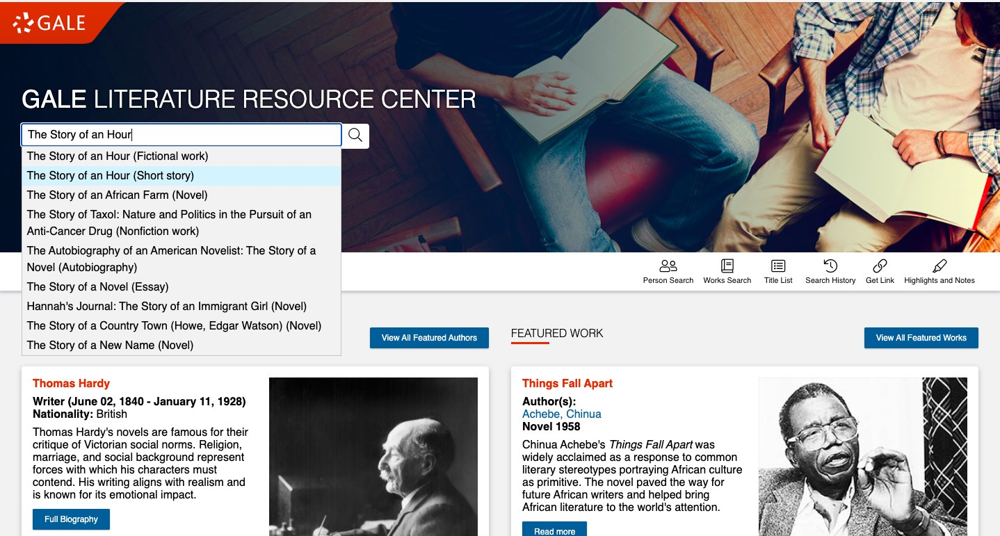 GALE
GALE LITERATURE RESOURCE CENTER
The Story of an Hour
The Story of an Hour (Fictional work)
The Story of an Hour (Short story)
The Story of an African Farm (Novel)
The Story of Taxol: Nature and Politics in the Pursuit of an
Anti-Cancer Drug (Nonfiction work)
The Autobiography of an American Novelist: The Story of a
Novel (Autobiography)
The Story of a Novel (Essay)
Hannah's Journal: The Story of an Immigrant Girl (Novel)
The Story of a Country Town (Howe, Edgar Watson) (Novel)
The Story of a New Name (Novel)
Person Search
Works Search
Title List
Search History
Get Link
Highlights and Notes
View All Featured Authors
FEATURED WORK
View All Featured Works
Thomas Hardy
Writer (June 02, 1840 - January 11, 1928)
Nationality: British
Thomas Hardy's novels are famous for their
critique of Victorian social norms. Religion,
marriage, and social background represent
forces with which his characters must
contend. His writing aligns with realism and
is known for its emotional impact.
Full Biography
Things Fall Apart
Author(s):
Achebe, Chinua
Novel 1958
Chinua Achebe's Things Fall Apart was
widely acclaimed as a response to common
literary stereotypes portraying African culture
as primitive. The novel paved the way for
future African writers and helped bring
African literature to the world's attention.
Read more